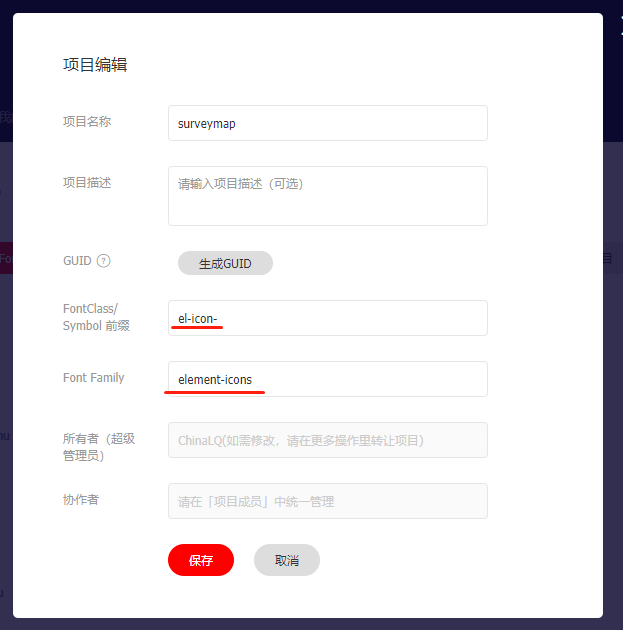 项目编辑
项目名称
surveymap
项目描述
请输入项目描述（可选）
GUID ?
生成GUID
FontClass/
Symbol 前缀
el-icon-
Font Family
element-icons
所有者（超级
管理员）
ChinaLQ(如需修改，请在更多操作里转让项目)
协作者
请在「项目成员」中统一管理
保存
取消
我
Fo
目